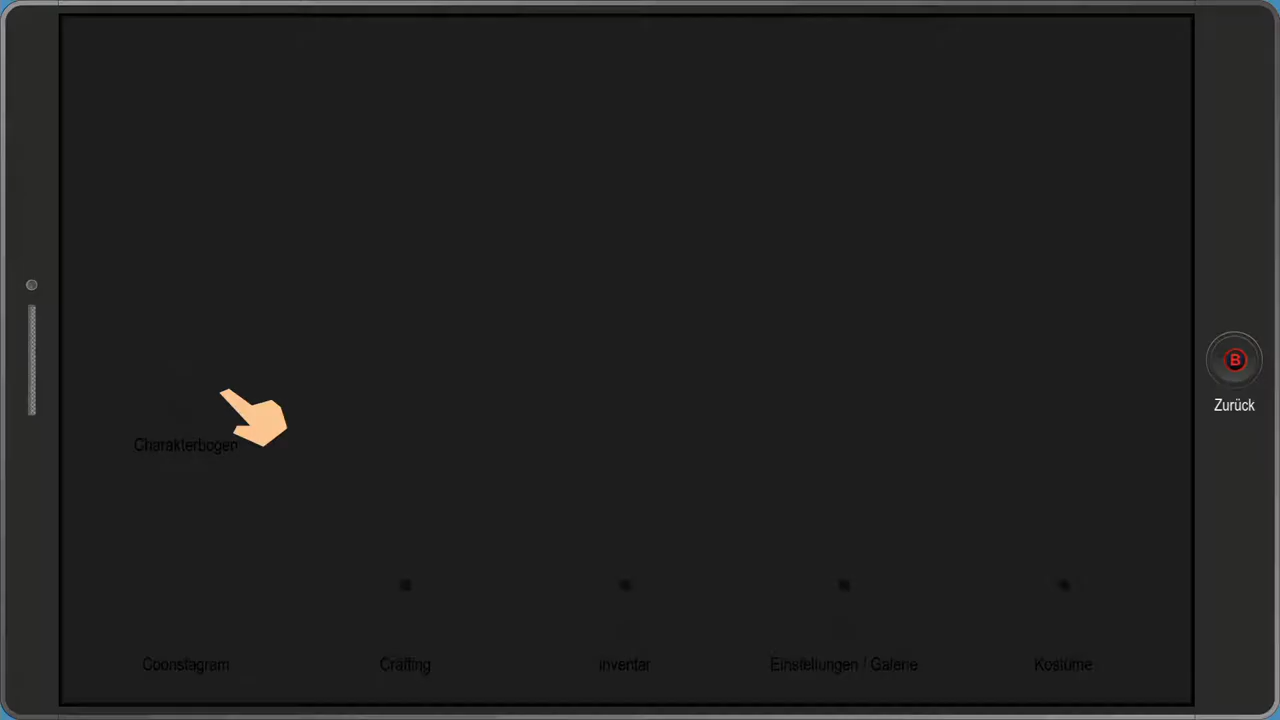 B
Zurück
Charakterbogen
Coonstagram
Crafting
Inventar
Einstellungen / Galerie
Kostüme